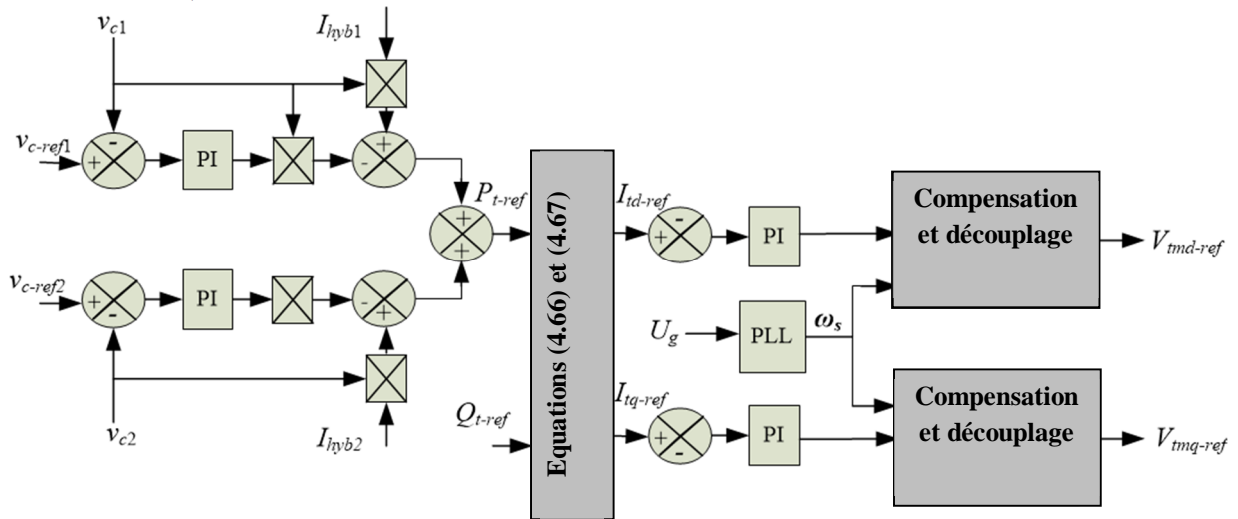 v_c1
I_hyb1
v_c-ref1
+
-
PI
-
+
P_t-ref
+
+
Equations (4.66) et (4.67)
I_td-ref
-
+
PI
Compensation
et découplage
V_tmd-ref
v_c-ref2
+
-
PI
-
+
U_g
PLL
ω_s
v_c2
I_hyb2
Q_t-ref
I_tq-ref
+
-
PI
Compensation
et découplage
V_tmq-ref